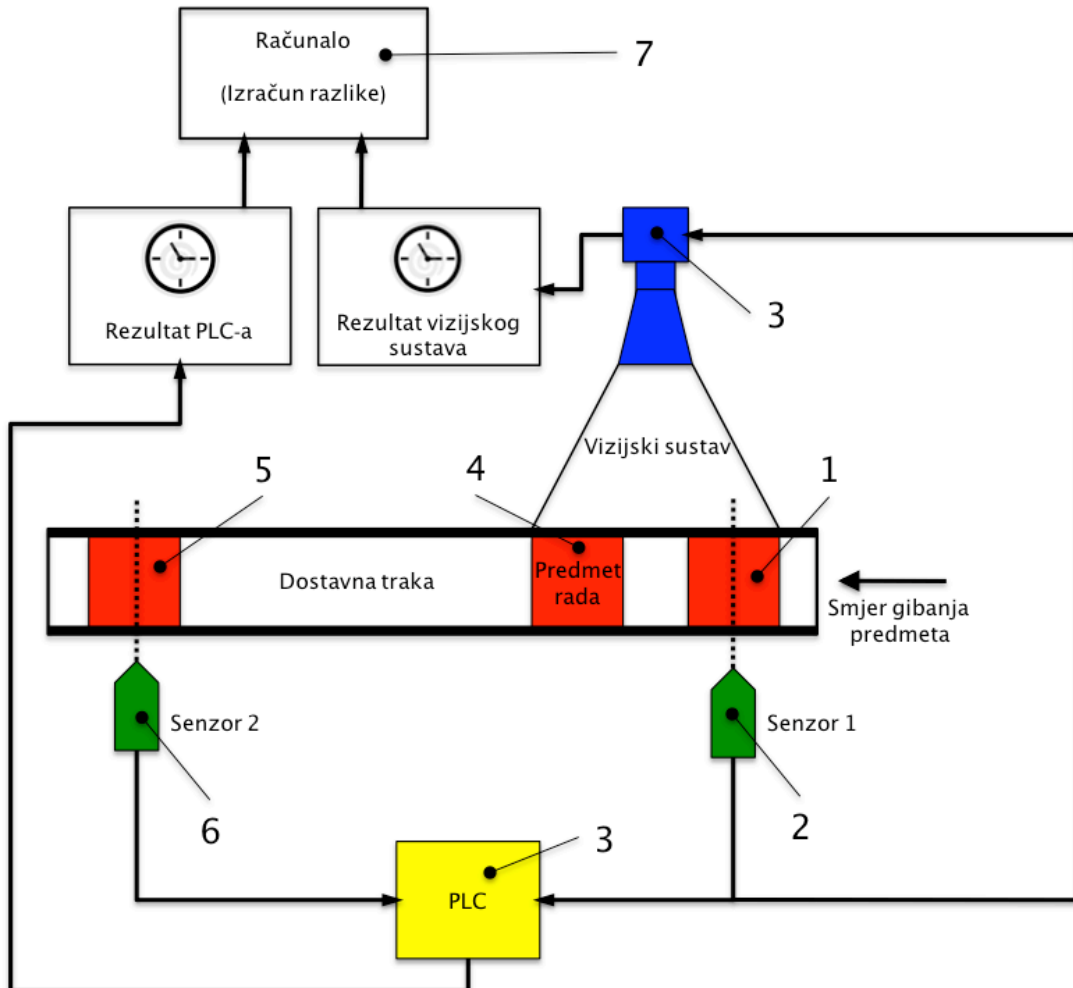 Računalo
(Izračun razlike)
7
Rezultat PLC-a
Rezultat vizijskog
sustava
3
Vizijski sustav
5
4
1
Dostavna traka
Predmet
rada
Smjer gibanja
predmeta
Senzor 2
Senzor 1
6
2
3
PLC